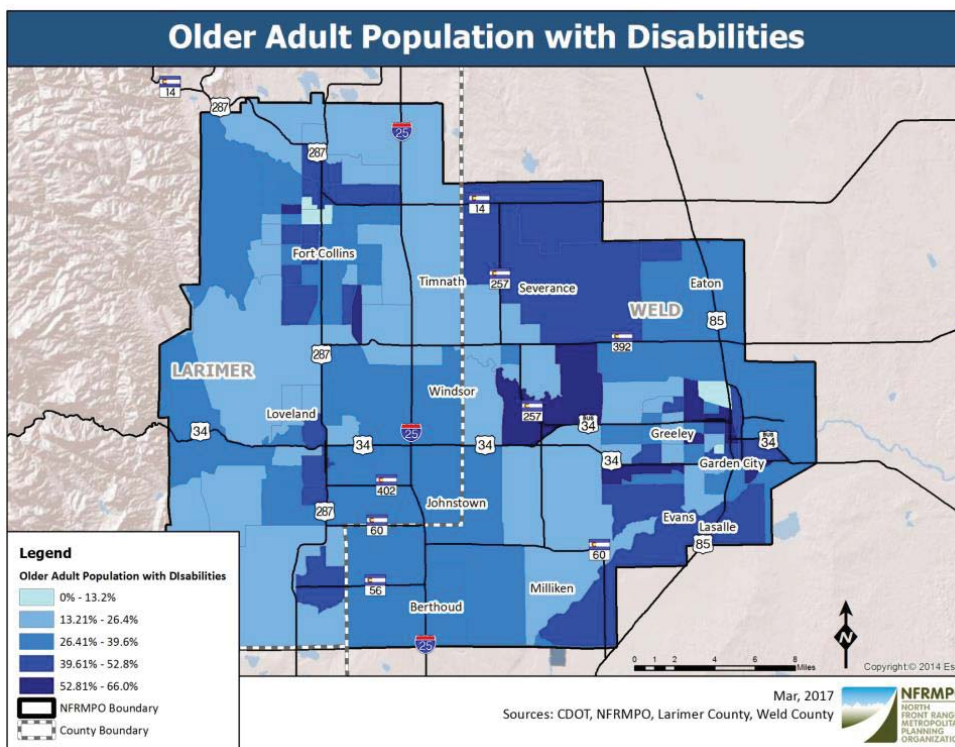 Older Adult Population with Disabilities
14
287
25
287
14
Fort Collins
Timnath
257
Severance
Eaton
WELD
85
392
287
LARIMER
Windsor
257
Loveland
BUS
34
34
34
25
34
Greeley
BUS
34
34
Garden City
402
Johnstown
287
60
Evans
Lasalle
60
85
56
Milliken
Berthoud
25
Legend
Older Adult Population with DIsabilities
0% - 13.2%
13.21% - 26.4%
26.41% - 39.6%
39.61% - 52.8%
52.81% - 66.0%
NFRMPO Boundary
County Boundary
N
0 1 2 4 6 8
Miles
Copyright:© 2014 Es
Mar, 2017
Sources: CDOT, NFRMPO, Larimer County, Weld County
NFRMPO
NORTH
FRONT RANGE
METROPOLITA
PLANNING
ORGANIZATIO